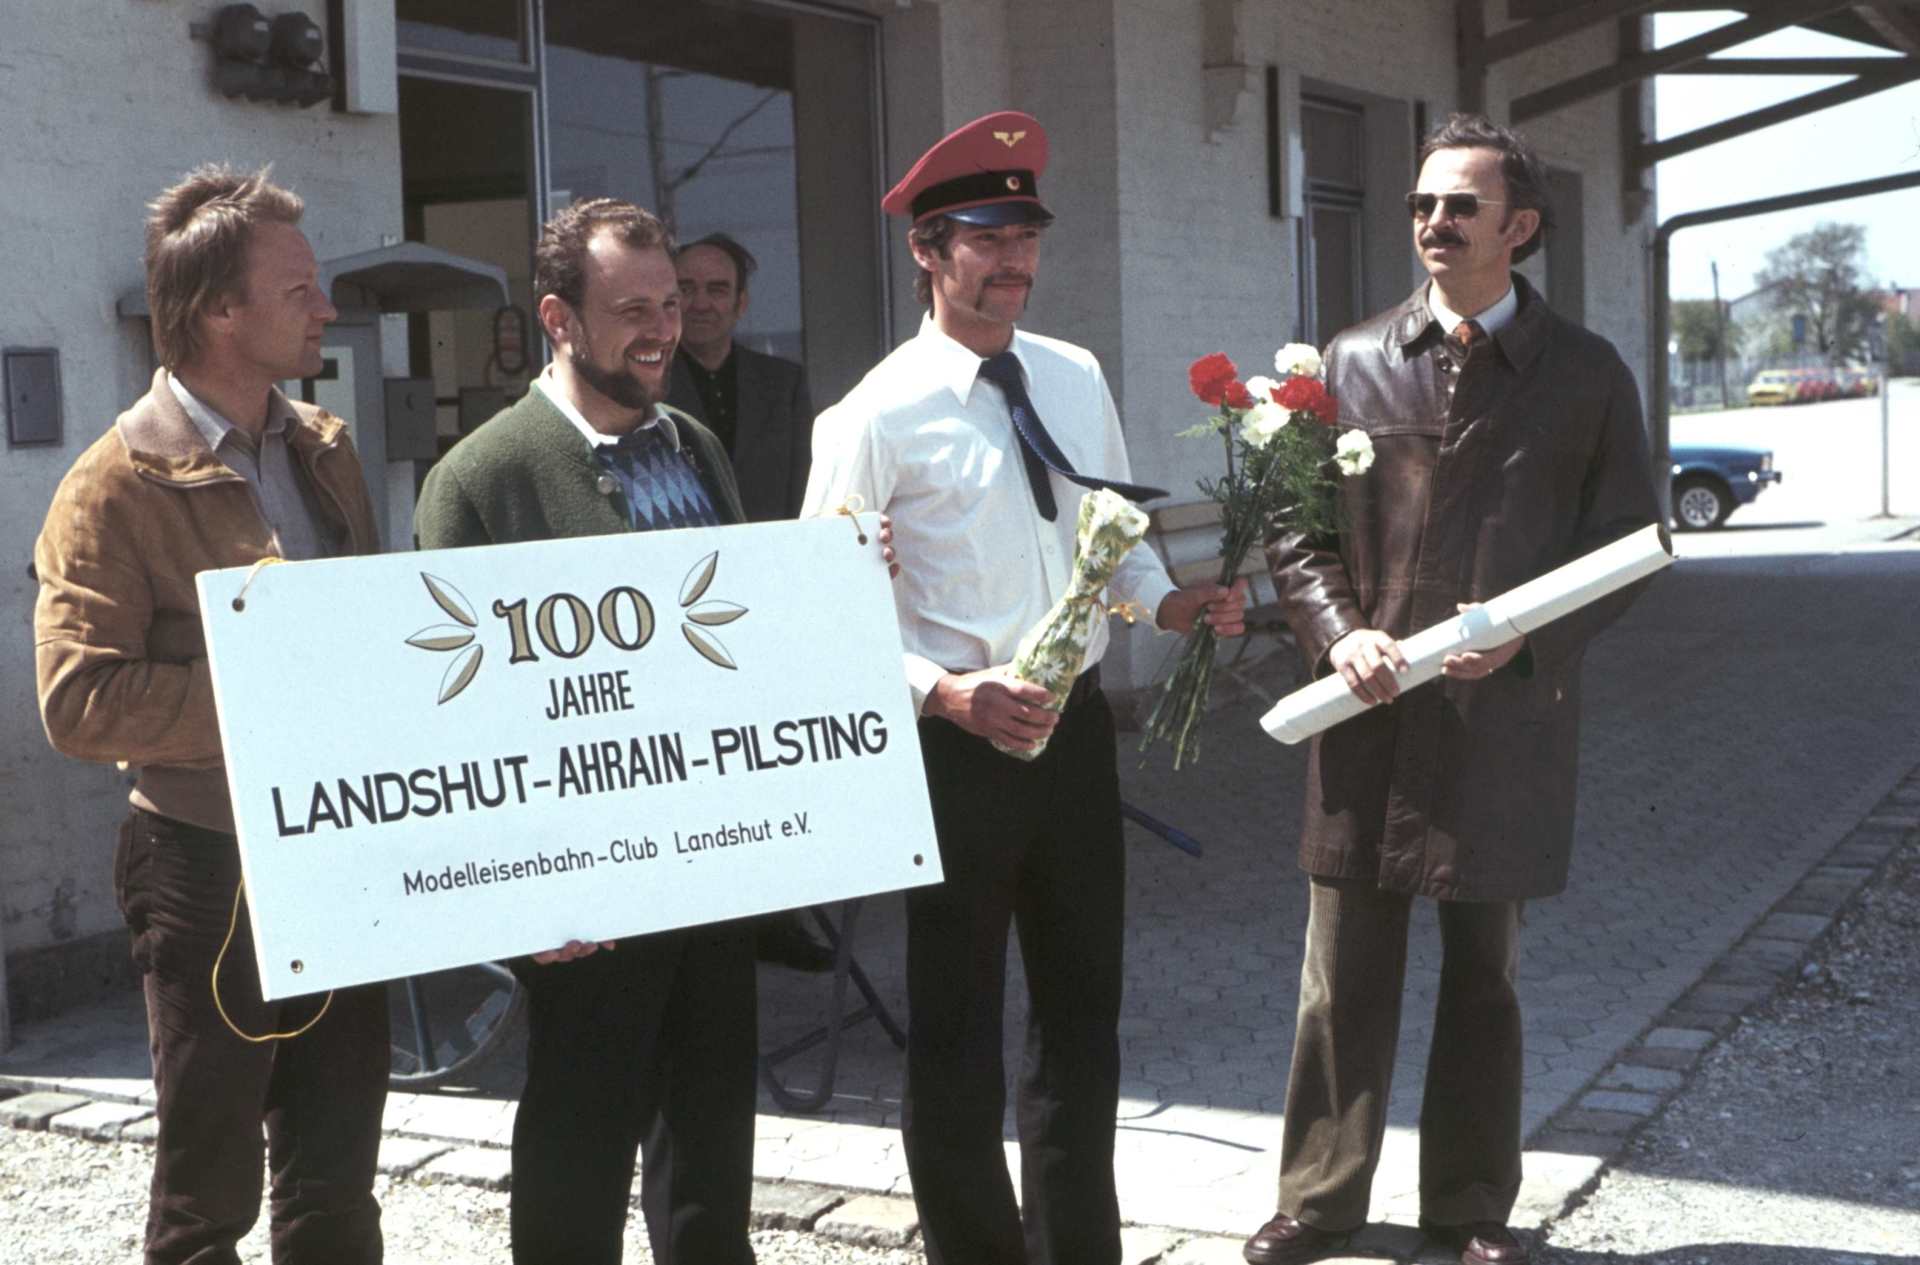 100
JAHRE
LANDSHUT-AHRAIN-PILSTING
Modelleisenbahn-Club Landshut e.V.